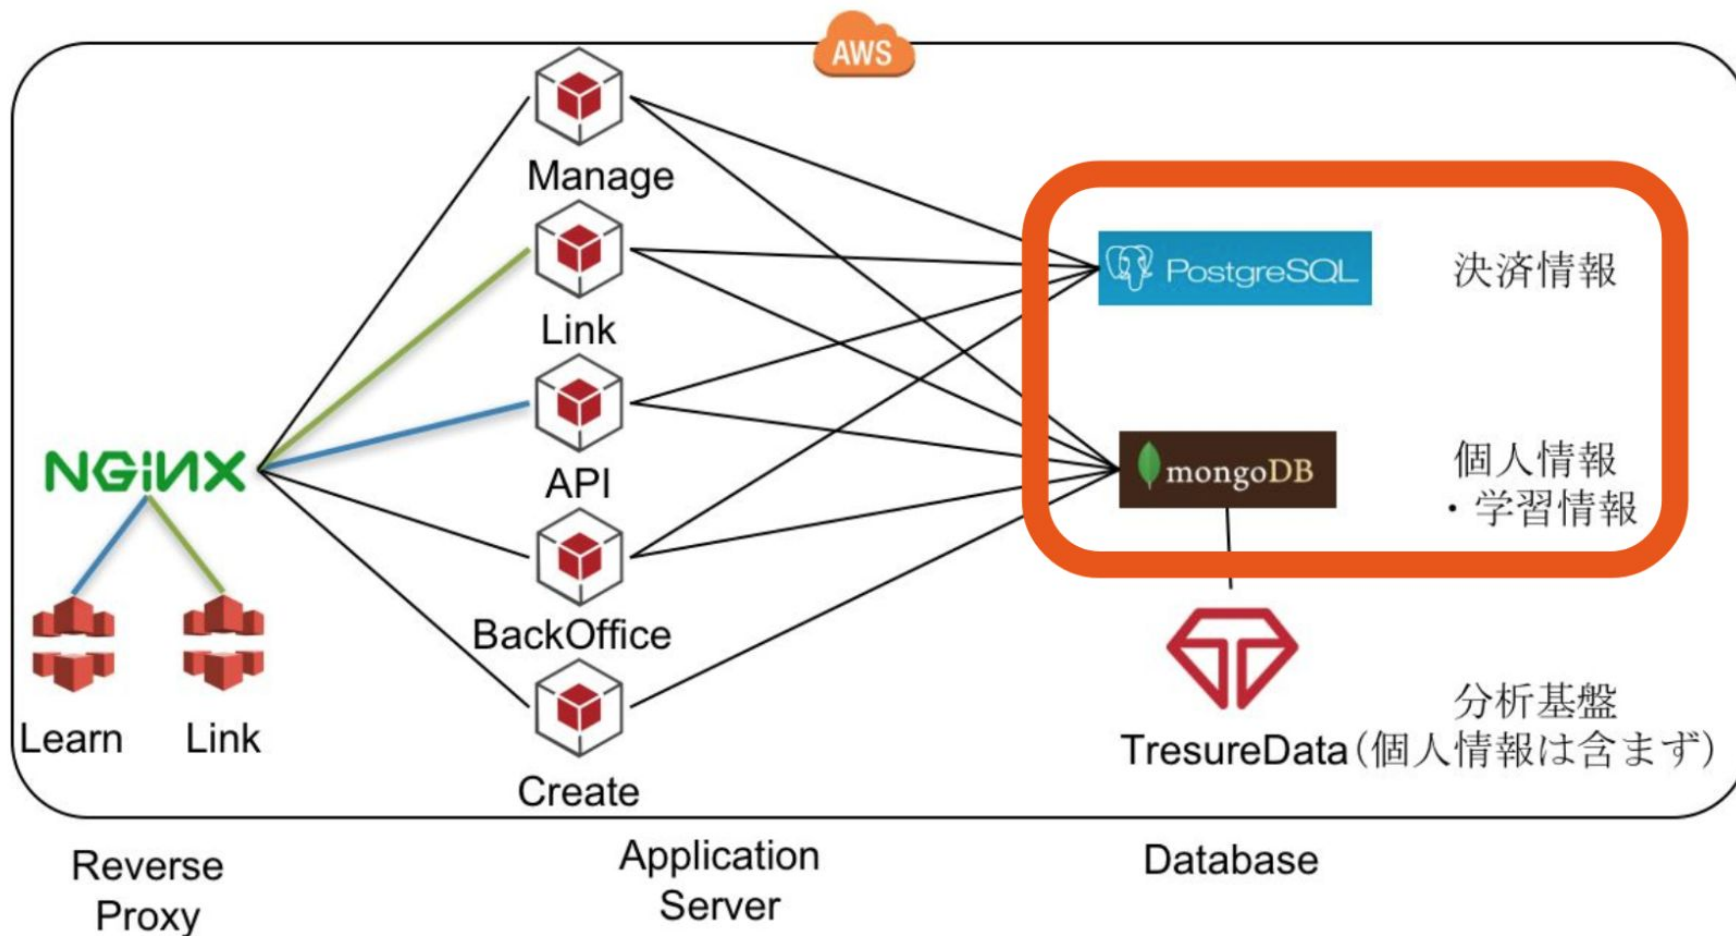 AWS
Manage
Link
API
BackOffice
Create
NGiNX
Learn
Link
PostgreSQL
決済情報
mongoDB
個人情報
・学習情報
分析基盤
TresureData(個人情報は含まず)
Reverse
Proxy
Application
Server
Database